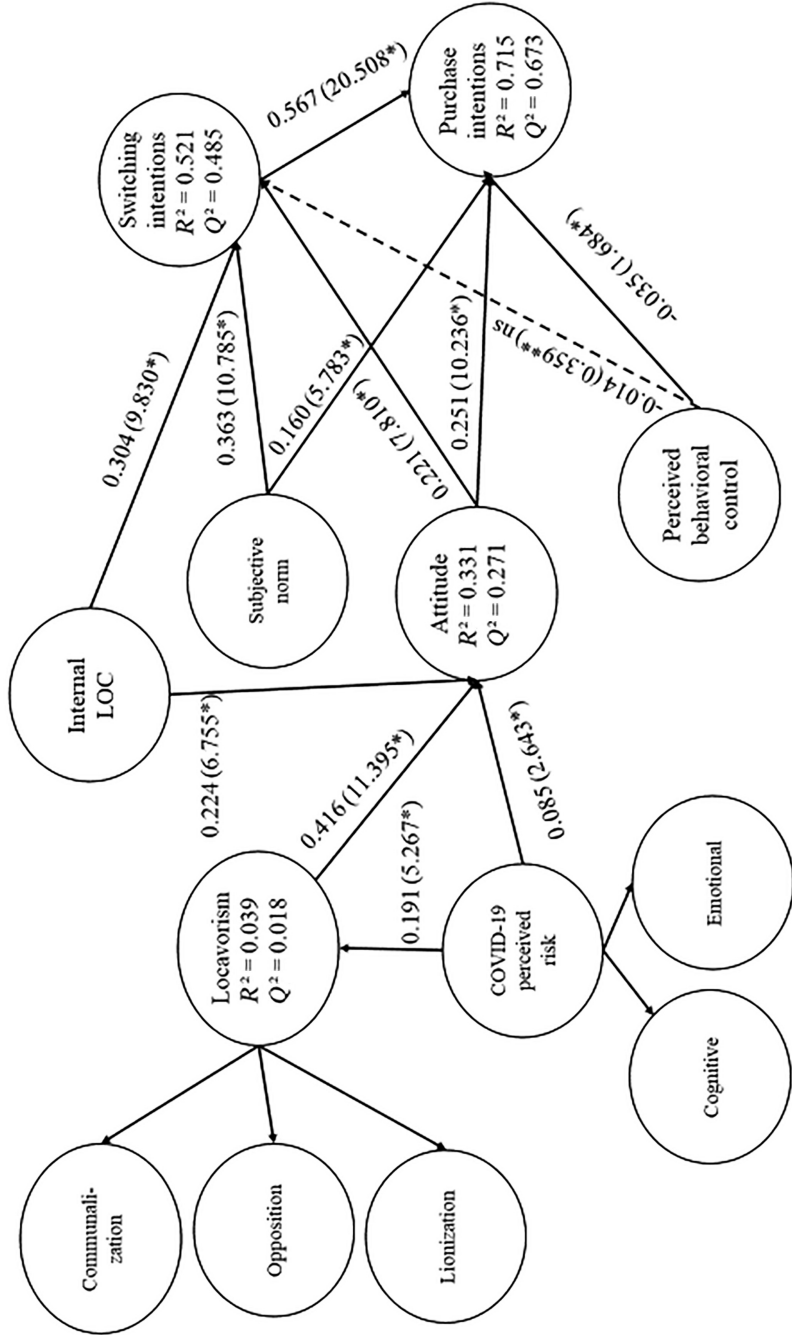 Communali-
zation
Opposition
Lionization
Locavorism
R² = 0.039
Q² = 0.018
COVID-19
perceived
risk
Cognitive
Emotional
Internal
LOC
Subjective
norm
Attitude
R² = 0.331
Q² = 0.271
Perceived
behavioral
control
Switching
intentions
R² = 0.521
Q² = 0.485
Purchase
intentions
R² = 0.715
Q² = 0.673
0.224 (6.755*)
0.416 (11.395*)
0.191 (5.267*)
0.085 (2.643*)
0.304 (9.830*)
0.363 (10.785*)
0.160 (5.783*)
0.221 (7.810*)
0.251 (10.236*)
-0.014 (0.359**)ns
-0.035 (1.684*)
0.567 (20.508*)